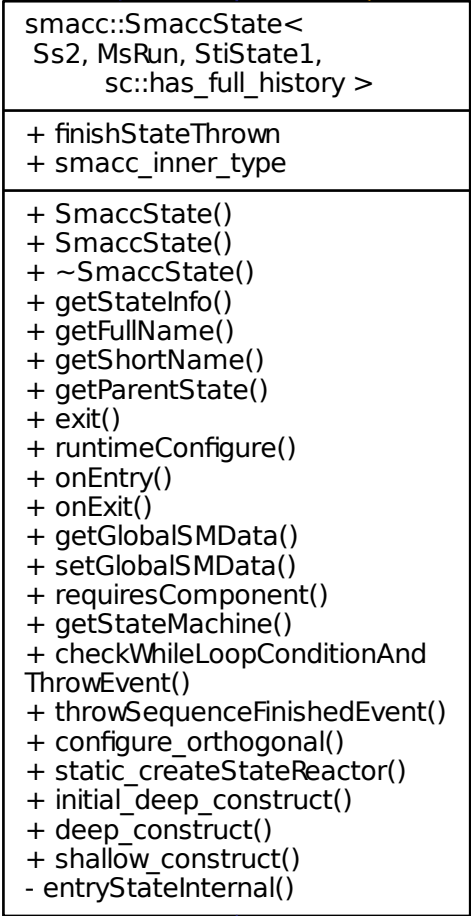 smacc::SmaccState<
Ss2, MsRun, StiState1,
sc::has_full_history >
+ finishStateThrown
+ smacc_inner_type
+ SmaccState()
+ SmaccState()
+ ~SmaccState()
+ getStateInfo()
+ getFullName()
+ getShortName()
+ getParentState()
+ exit()
+ runtimeConfigure()
+ onEntry()
+ onExit()
+ getGlobalSMData()
+ setGlobalSMData()
+ requiresComponent()
+ getStateMachine()
+ checkWhileLoopConditionAnd
ThrowEvent()
+ throwSequenceFinishedEvent()
+ configure_orthogonal()
+ static_createStateReactor()
+ initial_deep_construct()
+ deep_construct()
+ shallow_construct()
- entryStateInternal()